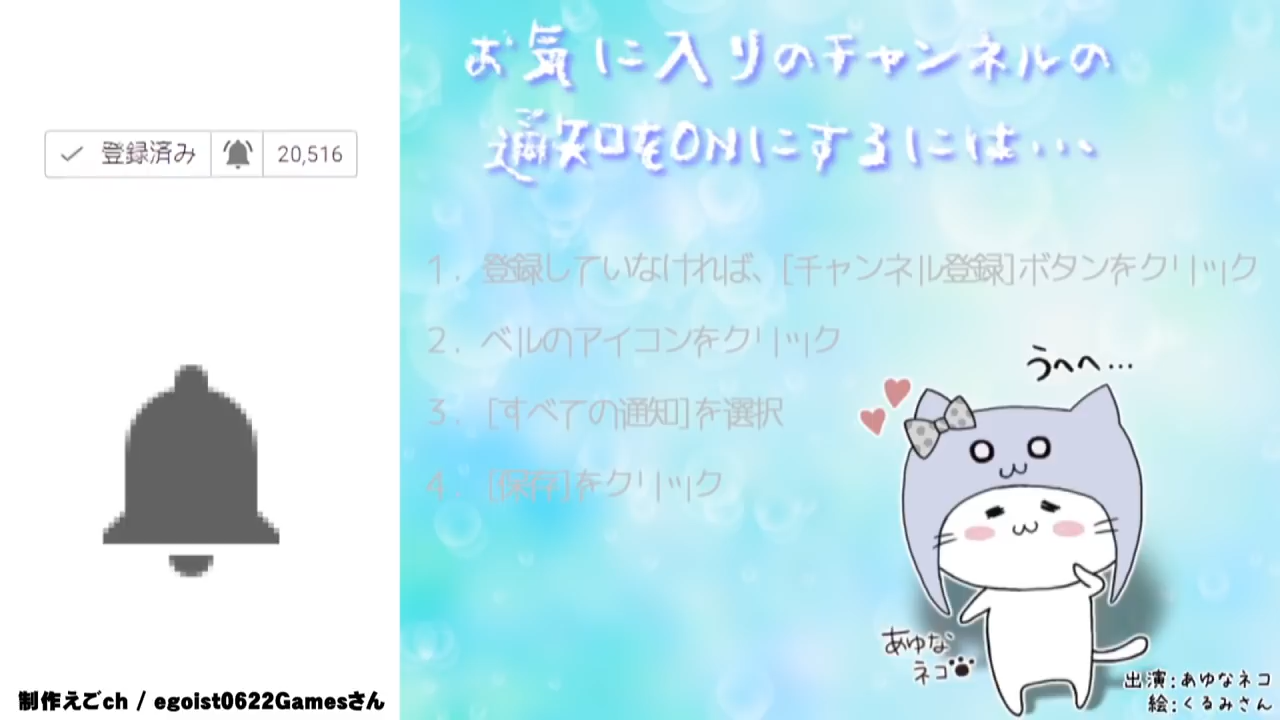 お気に入りのチャンネルの
通知をONにするには・・・
登録済み 20,516
1. 登録していなければ、[チャンネル登録]ボタンをクリック
2. ベルのアイコンをクリック
3. [すべての通知]を選択
4. [保存]をクリック
うへへ…
あゆな
ネコ
出演:あゆなネコ
絵:くるみさん
制作えごch / egoist0622Gamesさん